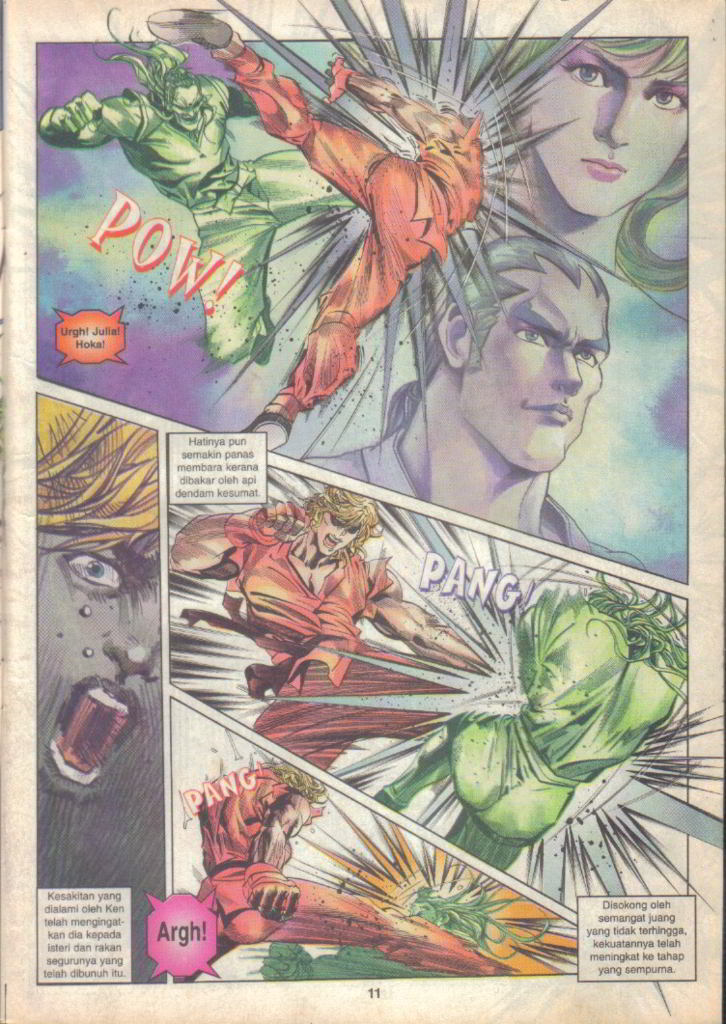 POW!
Urgh! Julia!
Hoka!
Hatinya pun
semakin panas
membara kerana
dibakar oleh api
dendam kesumat.
PANG!
PANG!
Kesakitan yang
dialami oleh Ken
telah mengingat-
kan dia kepada
isteri dan rakan
segurunya yang
telah dibunuh itu.
Argh!
Disokong oleh
semangat juang
yang tidak terhingga,
kekuatannya telah
meningkat ke tahap
yang sempurna.
11